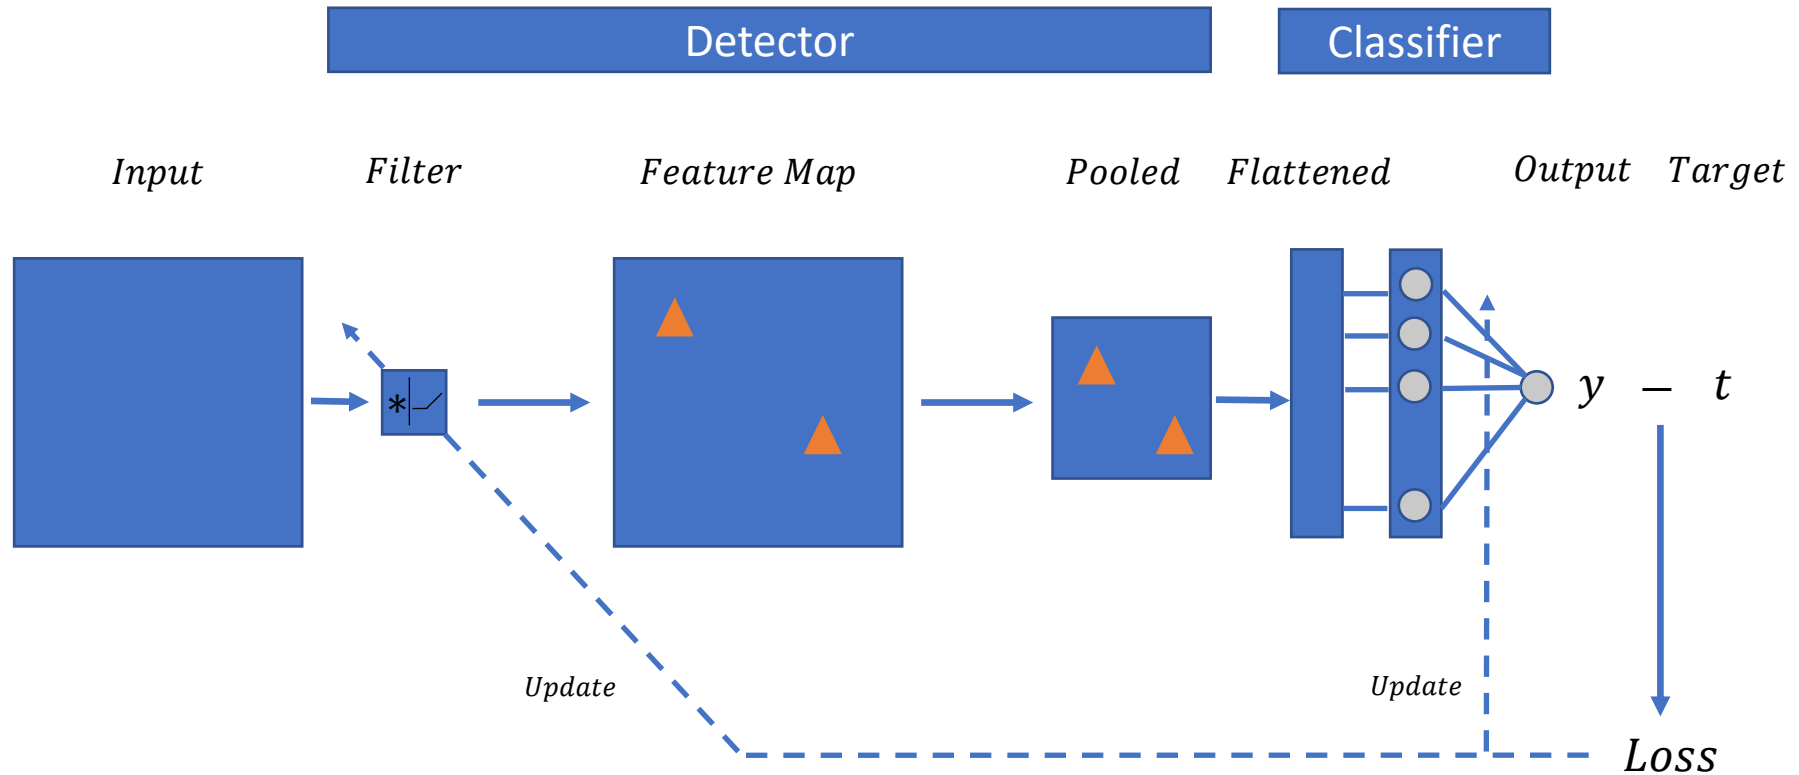 Detector
Classifier
Input
Filter
Feature Map
Pooled
Flattened
Output
Target
*
y − t
Update
Update
Loss